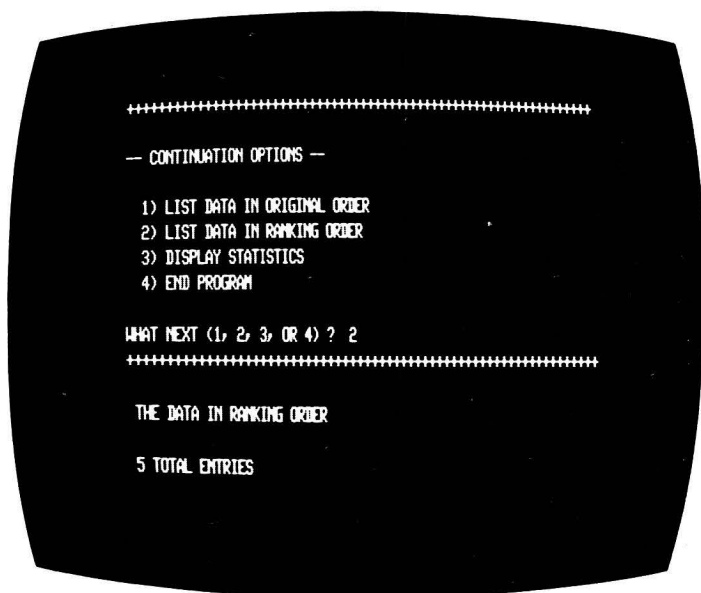 ++++++++++++++++++++++++++++++++++++++++++++++++++++++++
-- CONTINUATION OPTIONS --
1) LIST DATA IN ORIGINAL ORDER
2) LIST DATA IN RANKING ORDER
3) DISPLAY STATISTICS
4) END PROGRAM
WHAT NEXT (1, 2, 3, OR 4) ? 2
+++++++++++++++++++++++++++++++++++++++++++++++++++++++++
THE DATA IN RANKING ORDER
5 TOTAL ENTRIES